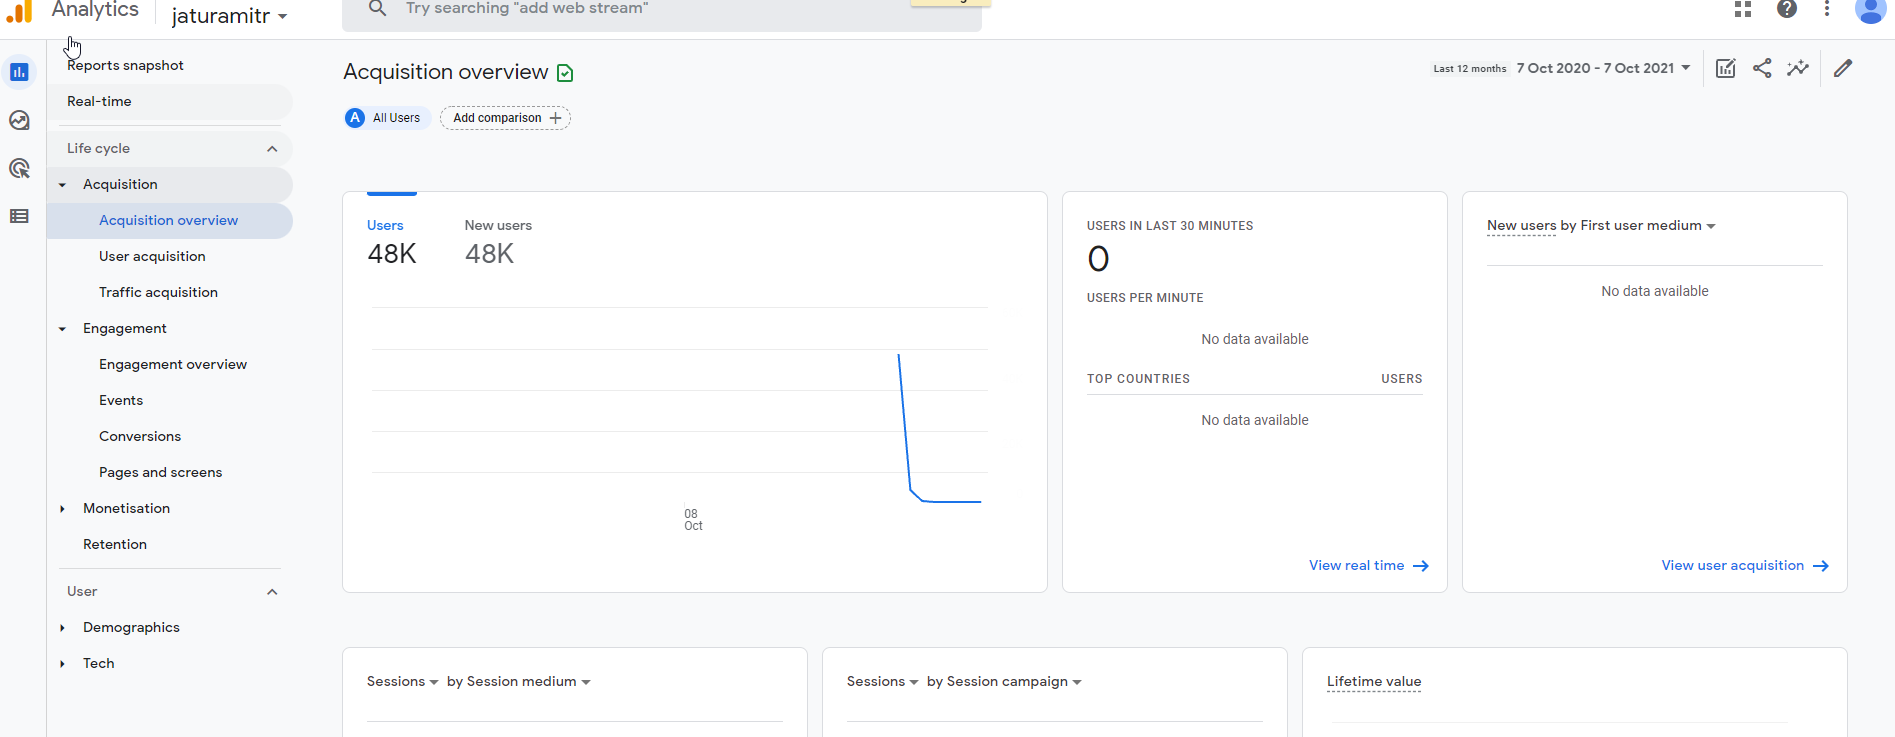 Analytics
jaturamitr
Try searching "add web stream"
Reports snapshot
Real-time
Life cycle
Acquisition
Acquisition overview
User acquisition
Traffic acquisition
Engagement
Engagement overview
Events
Conversions
Pages and screens
Monetisation
Retention
User
Demographics
Tech
Acquisition overview
Last 12 months 7 Oct 2020 - 7 Oct 2021
A All Users
Add comparison
Users
48K
New users
48K
08
Oct
USERS IN LAST 30 MINUTES
0
USERS PER MINUTE
No data available
TOP COUNTRIES USERS
No data available
View real time
New users by First user medium
No data available
View user acquisition
Sessions by Session medium
Sessions by Session campaign
Lifetime value